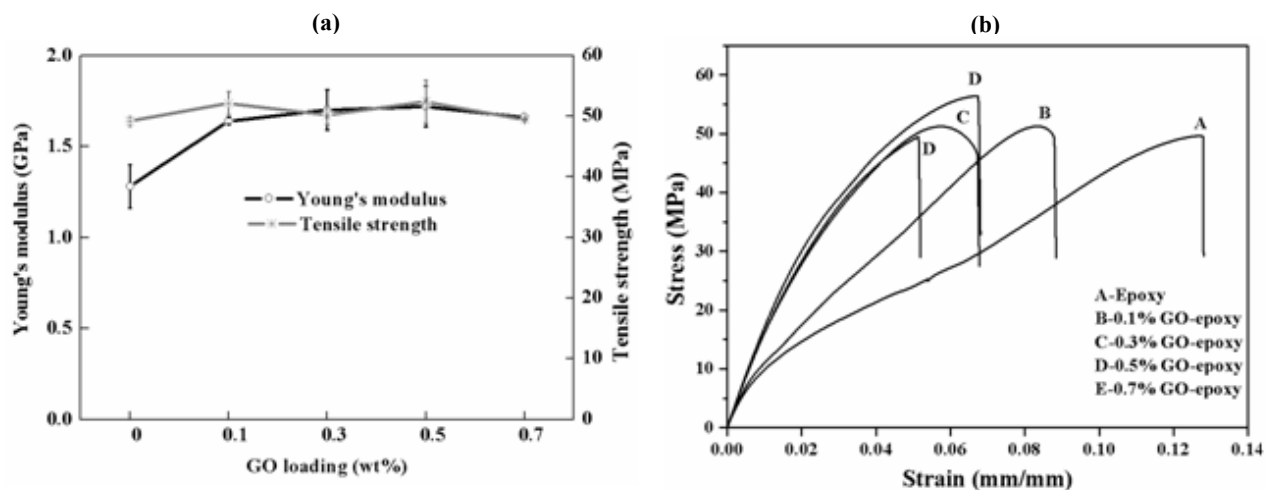 (a)
2.0
1.5
1.0
0.5
0.0
Young's modulus (GPa)
60
50
40
30
20
10
0
Tensile strength (MPa)
Young's modulus
Tensile strength
0 0.1 0.3 0.5 0.7
GO loading (wt%)
(b)
60
50
40
30
20
10
0
Stress (MPa)
D
C
B
A
D
A-Epoxy
B-0.1% GO-epoxy
C-0.3% GO-epoxy
D-0.5% GO-epoxy
E-0.7% GO-epoxy
0.00 0.02 0.04 0.06 0.08 0.10 0.12 0.14
Strain (mm/mm)